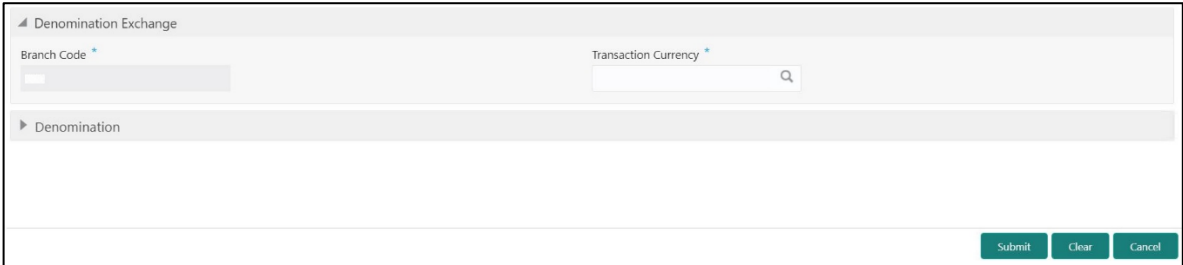 Denomination Exchange
Branch Code * Transaction Currency *
Denomination
Submit Clear Cancel